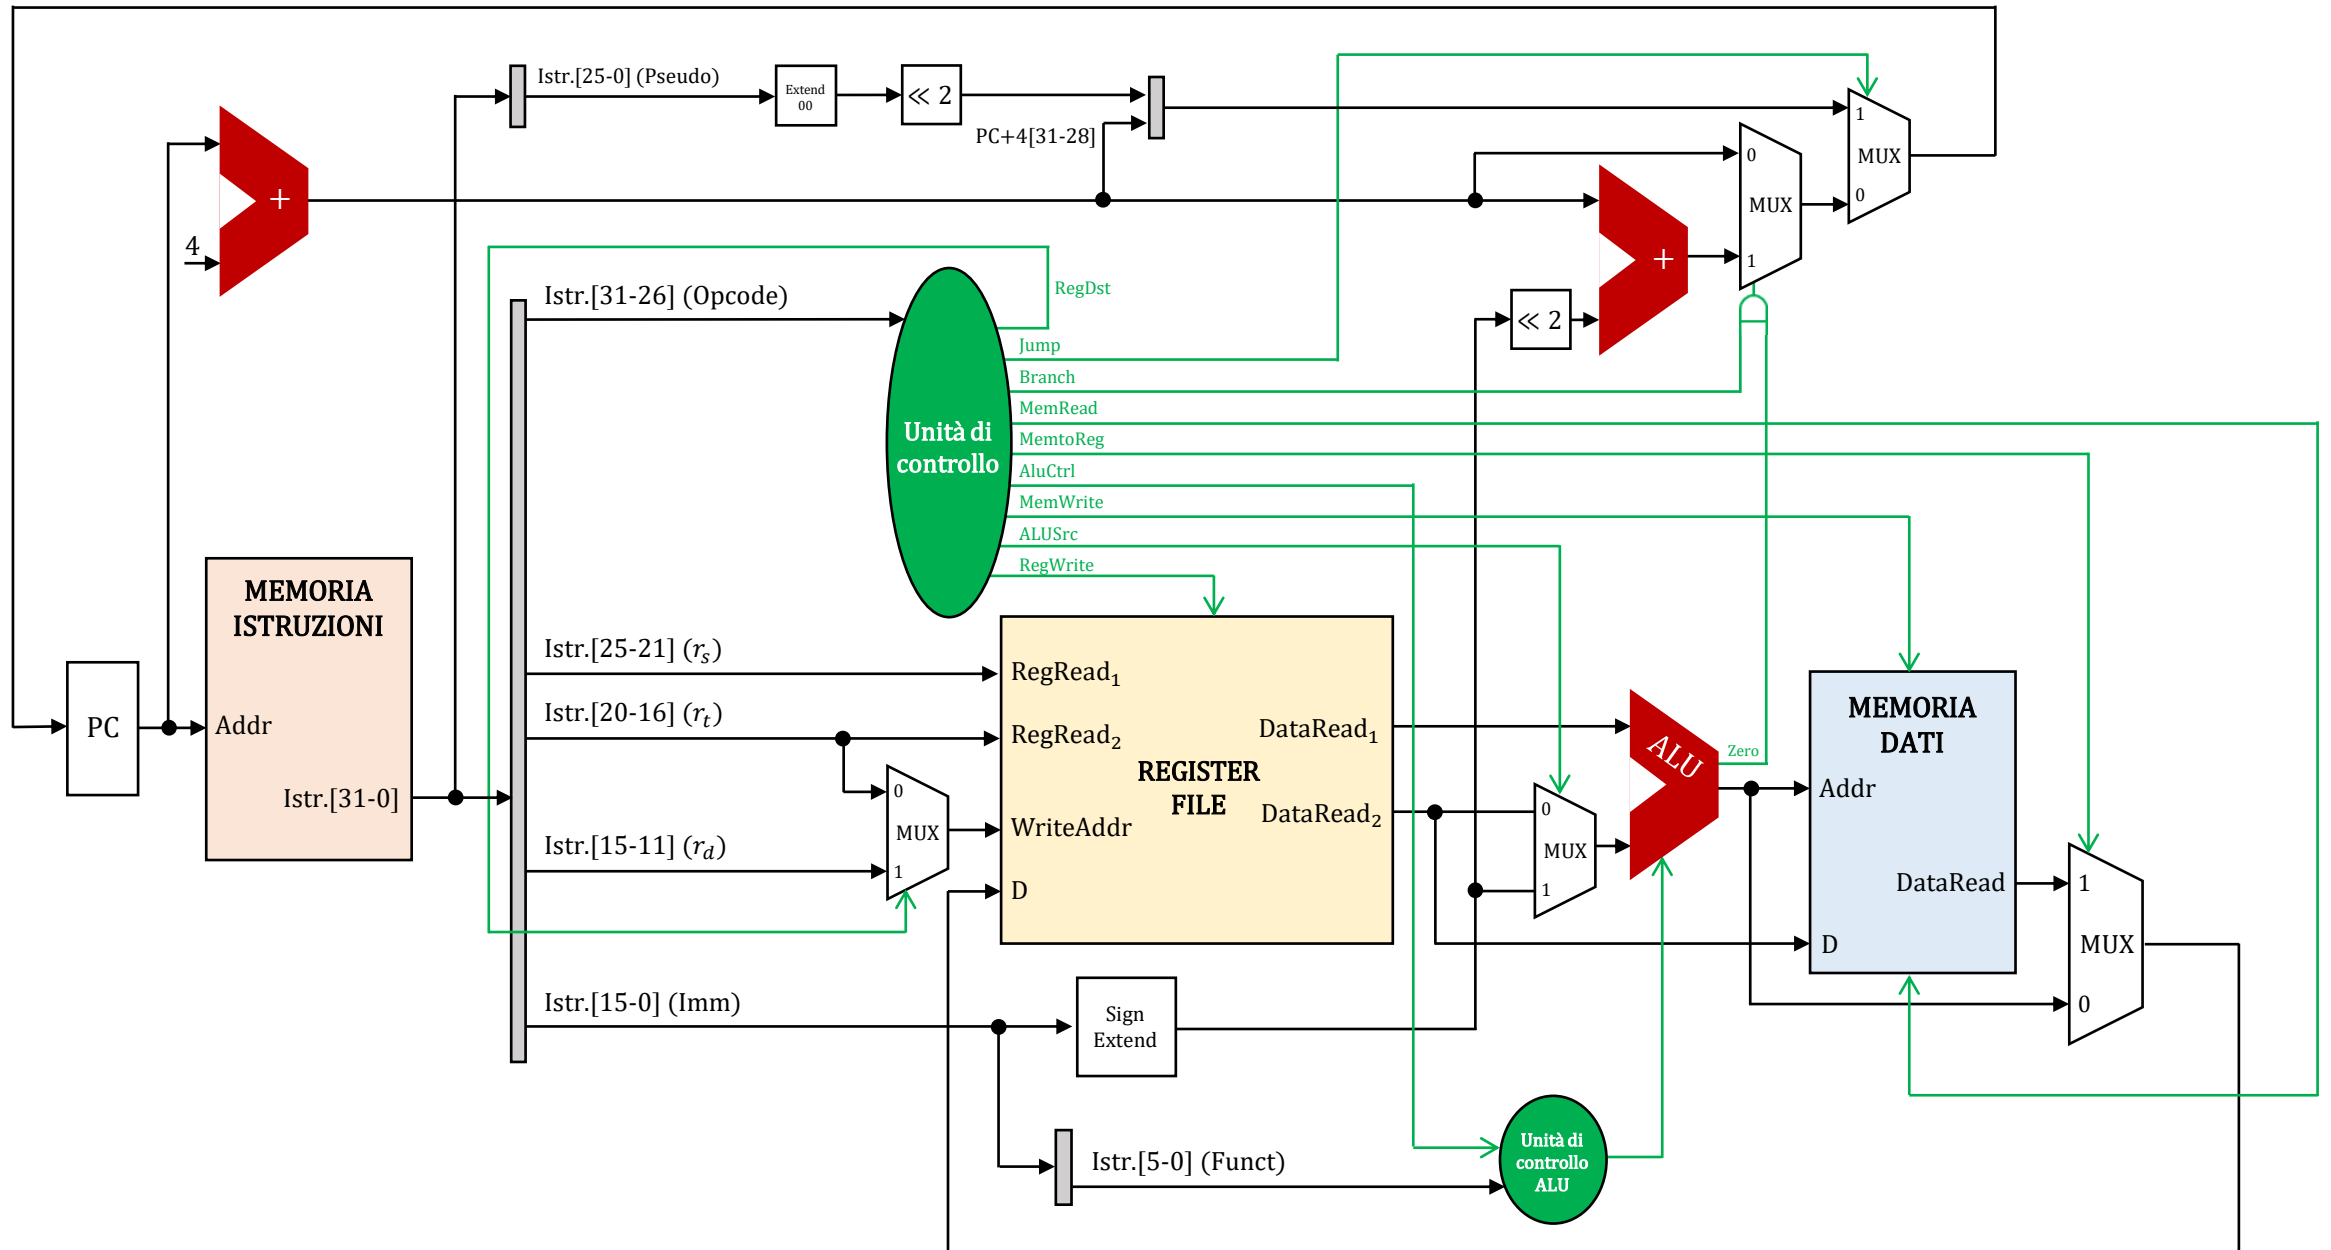 Istr.[25-0] (Pseudo)
Extend
00
≪ 2
PC+4[31-28]
1
MUX
0
0
MUX
1
+
4
+
≪ 2
Istr.[31-26] (Opcode)
RegDst
Jump
Branch
MemRead
MemtoReg
AluCtrl
MemWrite
ALUSrc
RegWrite
Unità di
controllo
MEMORIA
ISTRUZIONI
Addr
Istr.[31-0]
PC
Istr.[25-21] (r_s)
Istr.[20-16] (r_t)
Istr.[15-11] (r_d)
Istr.[15-0] (Imm)
0
MUX
1
RegRead₁
RegRead₂
WriteAddr
D
REGISTER
FILE
DataRead₁
DataRead₂
0
MUX
1
ALU
Zero
MEMORIA
DATI
Addr
DataRead
D
1
MUX
0
Sign
Extend
Istr.[5-0] (Funct)
Unità di
controllo
ALU